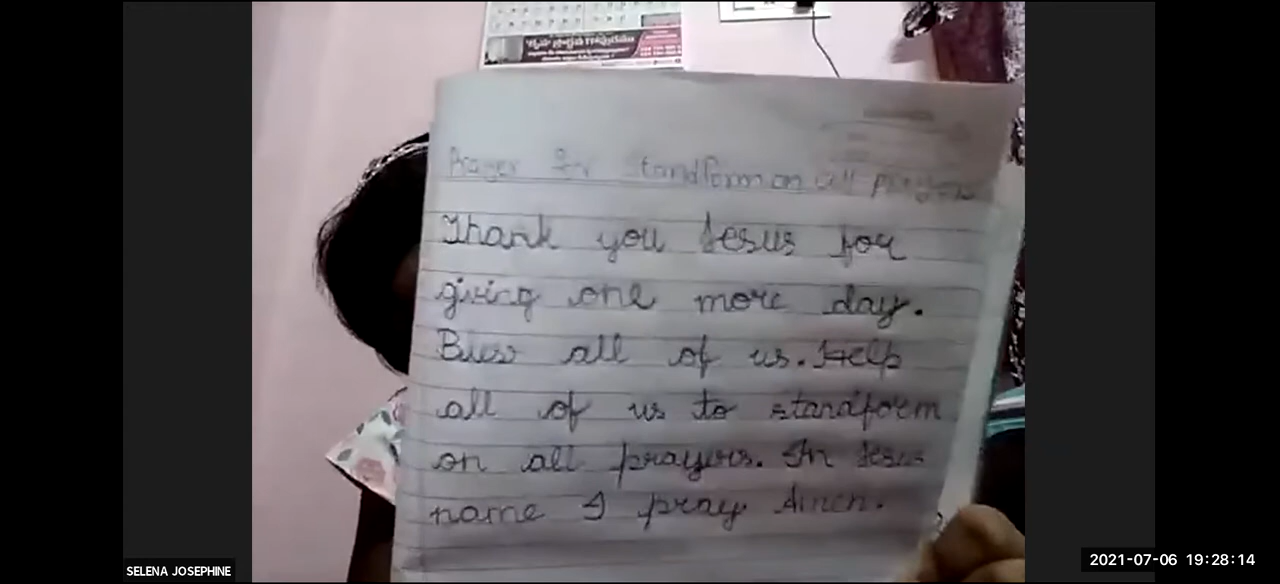 Prayer for standform on all prayers
Thank you Jesus for
giving one more day.
Bless all of us. Help
all of us to standform
on all prayers. In Jesus
name I pray Amen.
SELENA JOSEPHINE
2021-07-06 19:28:14